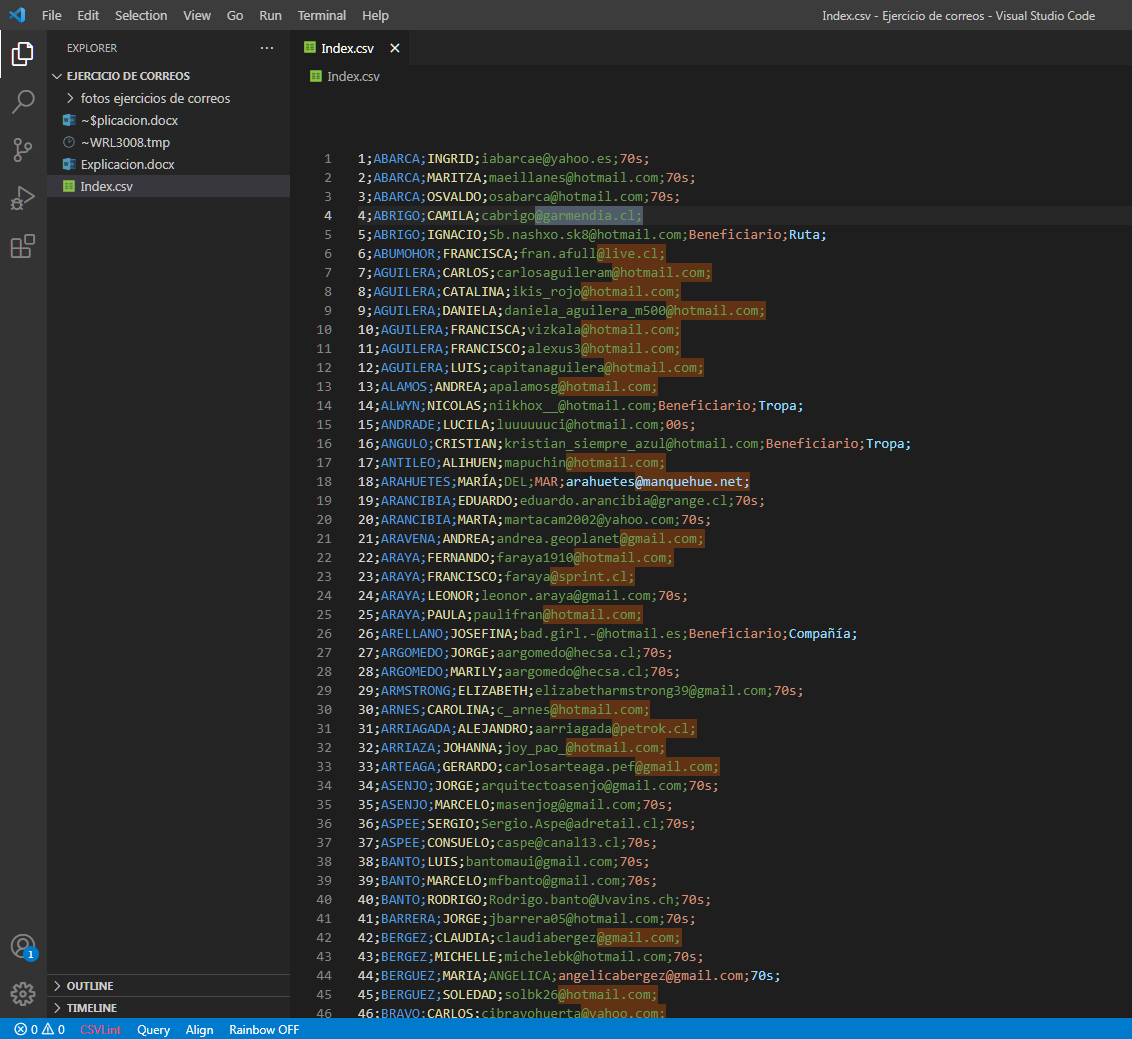 File Edit Selection View Go Run Terminal Help
Index.csv - Ejercicio de correos - Visual Studio Code
EXPLORER
EJERCICIO DE CORREOS
fotos ejercicios de correos
~$plicacion.docx
~WRL3008.tmp
Explicacion.docx
Index.csv
OUTLINE
TIMELINE
1
Index.csv
Index.csv
1 1;ABARCA;INGRID;iabarcae@yahoo.es;70s;
2 2;ABARCA;MARITZA;maeillanes@hotmail.com;70s;
3 3;ABARCA;OSVALDO;osabarca@hotmail.com;70s;
4 4;ABRIGO;CAMILA;cabrigo@garmendia.cl;
5 5;ABRIGO;IGNACIO;Sb.nashxo.sk8@hotmail.com;Beneficiario;Ruta;
6 6;ABUMOHOR;FRANCISCA;fran.afull@live.cl;
7 7;AGUILERA;CARLOS;carlosaguileram@hotmail.com;
8 8;AGUILERA;CATALINA;ikis_rojo@hotmail.com;
9 9;AGUILERA;DANIELA;daniela_aguilera_m500@hotmail.com;
10 10;AGUILERA;FRANCISCA;vizkala@hotmail.com;
11 11;AGUILERA;FRANCISCO;alexus3@hotmail.com;
12 12;AGUILERA;LUIS;capitanaguilera@hotmail.com;
13 13;ALAMOS;ANDREA;apalamosg@hotmail.com;
14 14;ALWYN;NICOLAS;niikhox__@hotmail.com;Beneficiario;Tropa;
15 15;ANDRADE;LUCILA;luuuuuuci@hotmail.com;00s;
16 16;ANGULO;CRISTIAN;kristian_siempre_azul@hotmail.com;Beneficiario;Tropa;
17 17;ANTILEO;ALIHUEN;mapuchin@hotmail.com;
18 18;ARAHUETES;MARÍA;DEL;MAR;arahuetes@manquehue.net;
19 19;ARANCIBIA;EDUARDO;eduardo.arancibia@grange.cl;70s;
20 20;ARANCIBIA;MARTA;martacam2002@yahoo.com;70s;
21 21;ARAVENA;ANDREA;andrea.geoplanet@gmail.com;
22 22;ARAYA;FERNANDO;faraya1910@hotmail.com;
23 23;ARAYA;FRANCISCO;faraya@sprint.cl;
24 24;ARAYA;LEONOR;leonor.araya@gmail.com;70s;
25 25;ARAYA;PAULA;paulifran@hotmail.com;
26 26;ARELLANO;JOSEFINA;bad.girl.-@hotmail.es;Beneficiario;Compañía;
27 27;ARGOMEDO;JORGE;aargomedo@hecsa.cl;70s;
28 28;ARGOMEDO;MARILY;aargomedo@hecsa.cl;70s;
29 29;ARMSTRONG;ELIZABETH;elizabetharmstrong39@gmail.com;70s;
30 30;ARNES;CAROLINA;c_arnes@hotmail.com;
31 31;ARRIAGADA;ALEJANDRO;aarriagada@petrok.cl;
32 32;ARRIAZA;JOHANNA;joy_pao_@hotmail.com;
33 33;ARTEAGA;GERARDO;carlosarteaga.pef@gmail.com;
34 34;ASENJO;JORGE;arquitectoasenjo@gmail.com;70s;
35 35;ASENJO;MARCELO;masenjog@gmail.com;70s;
36 36;ASPEE;SERGIO;Sergio.Aspe@adretail.cl;70s;
37 37;ASPEE;CONSUELO;caspe@canal13.cl;70s;
38 38;BANTO;LUIS;bantomaui@gmail.com;70s;
39 39;BANTO;MARCELO;mfbanto@gmail.com;70s;
40 40;BANTO;RODRIGO;Rodrigo.banto@Uvavins.ch;70s;
41 41;BARRERA;JORGE;jbarrera05@hotmail.com;70s;
42 42;BERGEZ;CLAUDIA;claudiabergez@gmail.com;
43 43;BERGEZ;MICHELLE;michelebk@hotmail.com;70s;
44 44;BERGUEZ;MARIA;ANGELICA;angelicabergez@gmail.com;70s;
45 45;BERGUEZ;SOLEDAD;solbk26@hotmail.com;
46 46;BRAVO;CARLOS;cibravohuerta@yahoo.com;
0 0 CSVLint Query Align Rainbow OFF